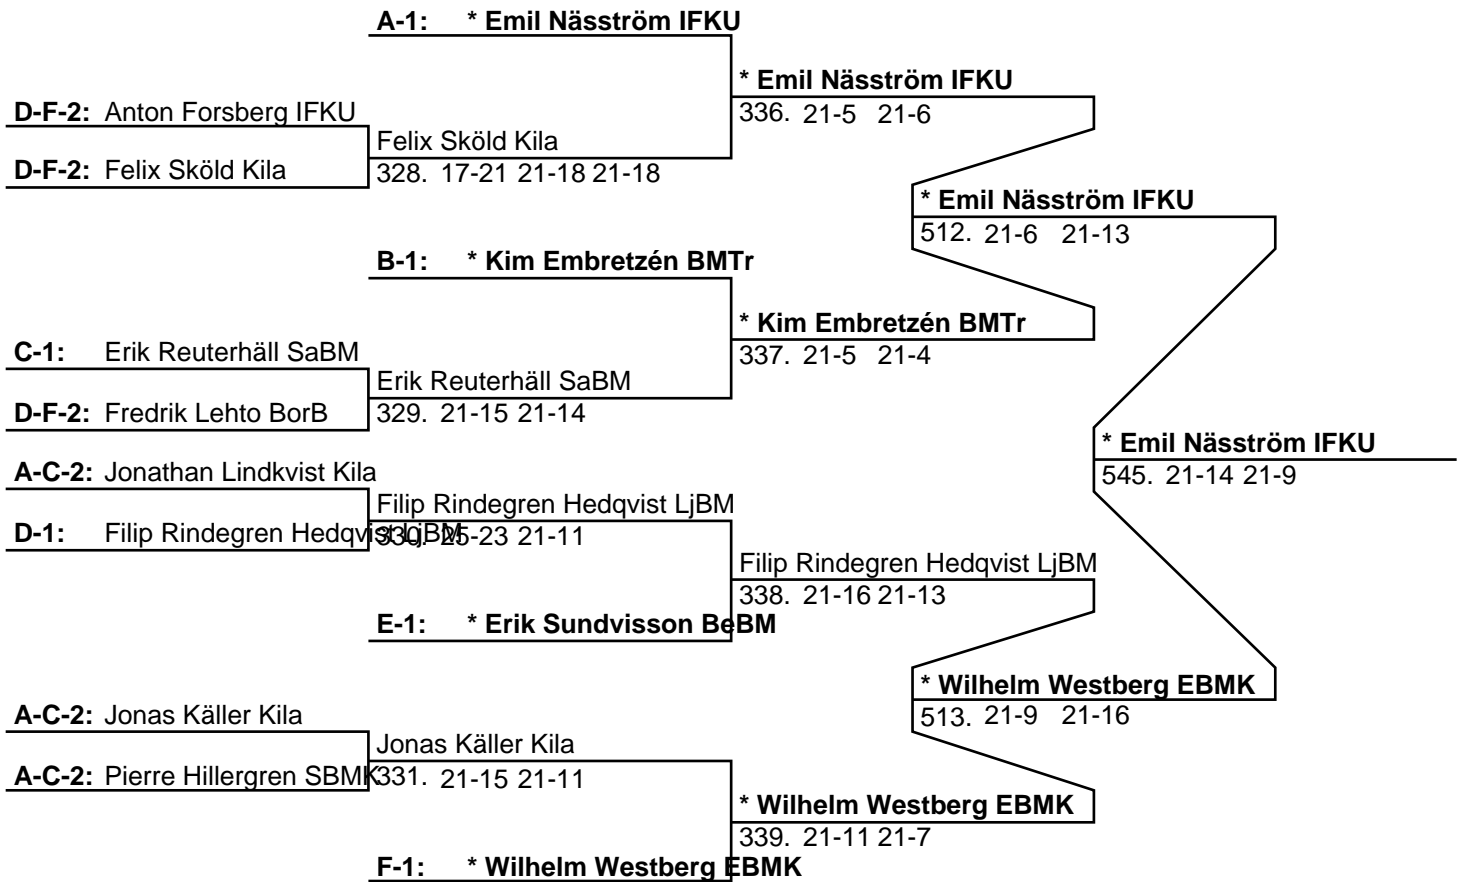 A-1: * Emil Näsström IFKU
* Emil Näsström IFKU
D-F-2: Anton Forsberg IFKU
336. 21-5 21-6
Felix Sköld Kila
D-F-2: Felix Sköld Kila
328. 17-21 21-18 21-18
* Emil Näsström IFKU
512. 21-6 21-13
B-1: * Kim Embretzén BMTr
* Kim Embretzén BMTr
C-1: Erik Reuterhäll SaBM
337. 21-5 21-4
Erik Reuterhäll SaBM
D-F-2: Fredrik Lehto BorB
329. 21-15 21-14
* Emil Näsström IFKU
A-C-2: Jonathan Lindkvist Kila
545. 21-14 21-9
Filip Rindegren Hedqvist LjBM
D-1: Filip Rindegren Hedqvist LjBM
330. 25-23 21-11
Filip Rindegren Hedqvist LjBM
338. 21-16 21-13
E-1: * Erik Sundvisson BeBM
* Wilhelm Westberg EBMK
A-C-2: Jonas Käller Kila
513. 21-9 21-16
Jonas Käller Kila
A-C-2: Pierre Hillergren SBMK
331. 21-15 21-11
* Wilhelm Westberg EBMK
339. 21-11 21-7
F-1: * Wilhelm Westberg EBMK